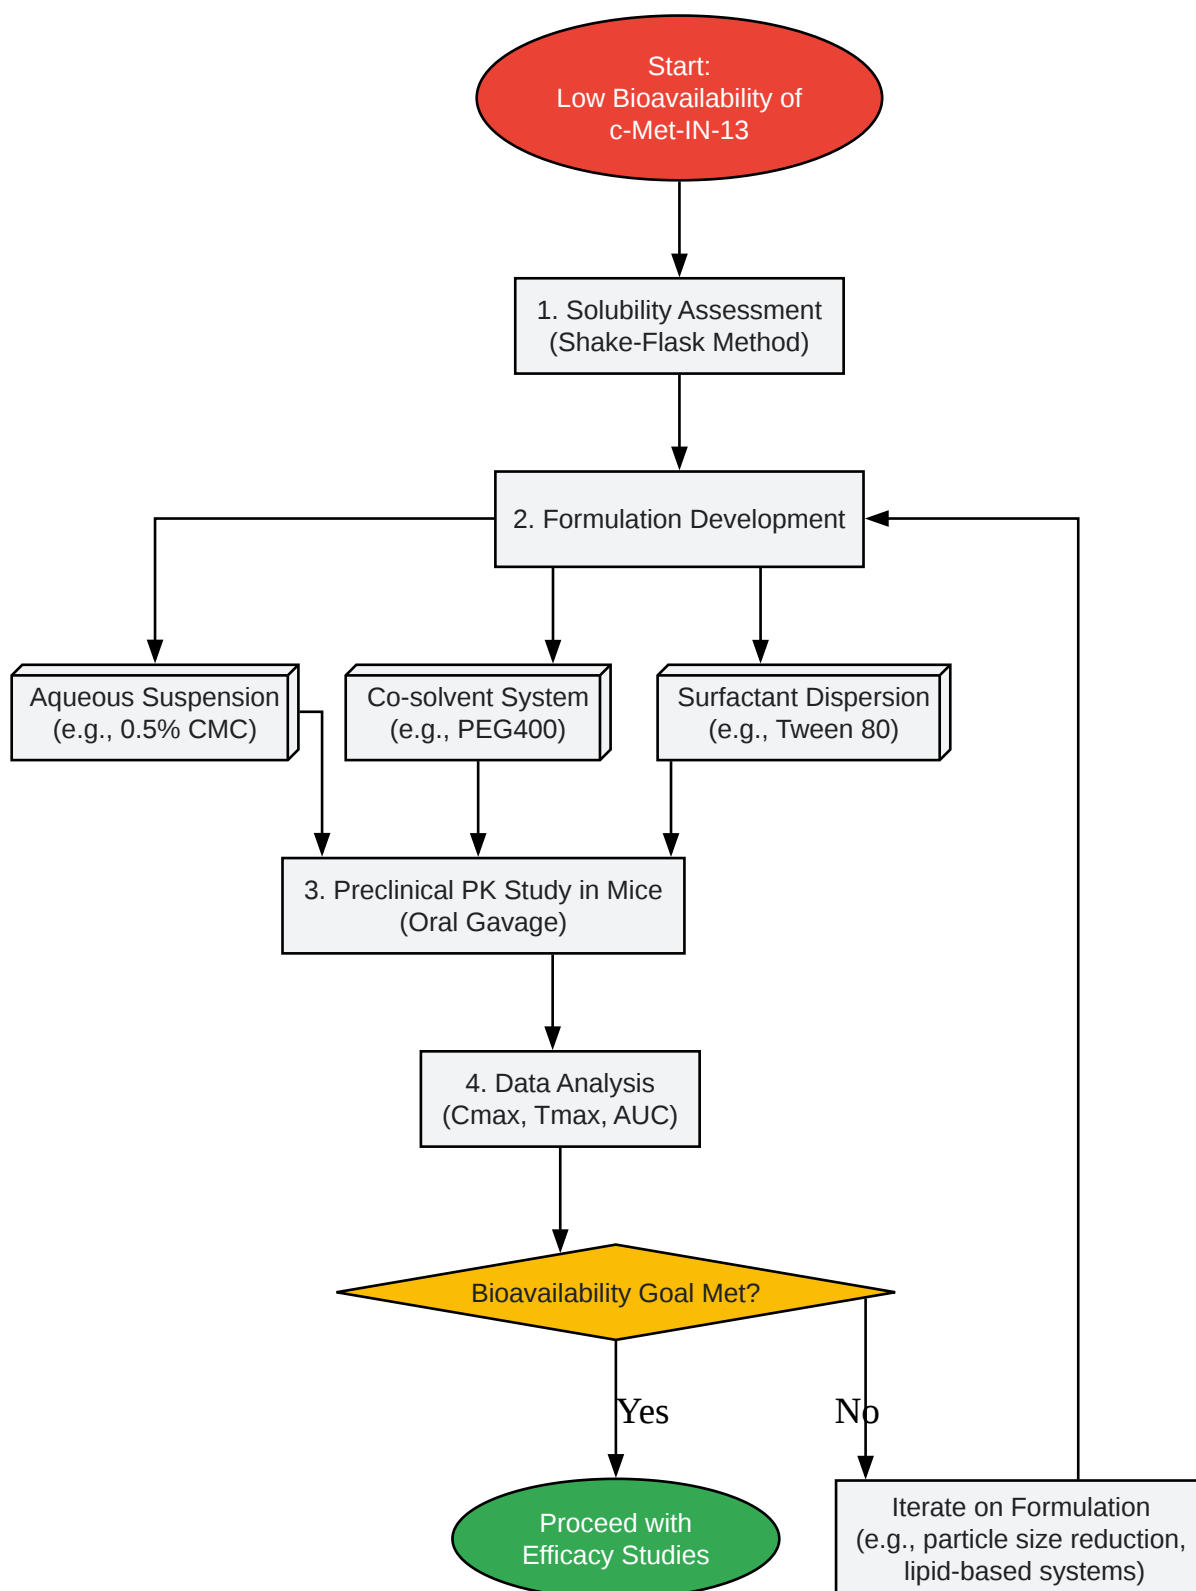 Start:
Low Bioavailability of
c-Met-IN-13
1. Solubility Assessment
(Shake-Flask Method)
2. Formulation Development
Aqueous Suspension
(e.g., 0.5% CMC)
Co-solvent System
(e.g., PEG400)
Surfactant Dispersion
(e.g., Tween 80)
3. Preclinical PK Study in Mice
(Oral Gavage)
4. Data Analysis
(Cmax, Tmax, AUC)
Bioavailability Goal Met?
Yes
No
Proceed with
Efficacy Studies
Iterate on Formulation
(e.g., particle size reduction,
lipid-based systems)